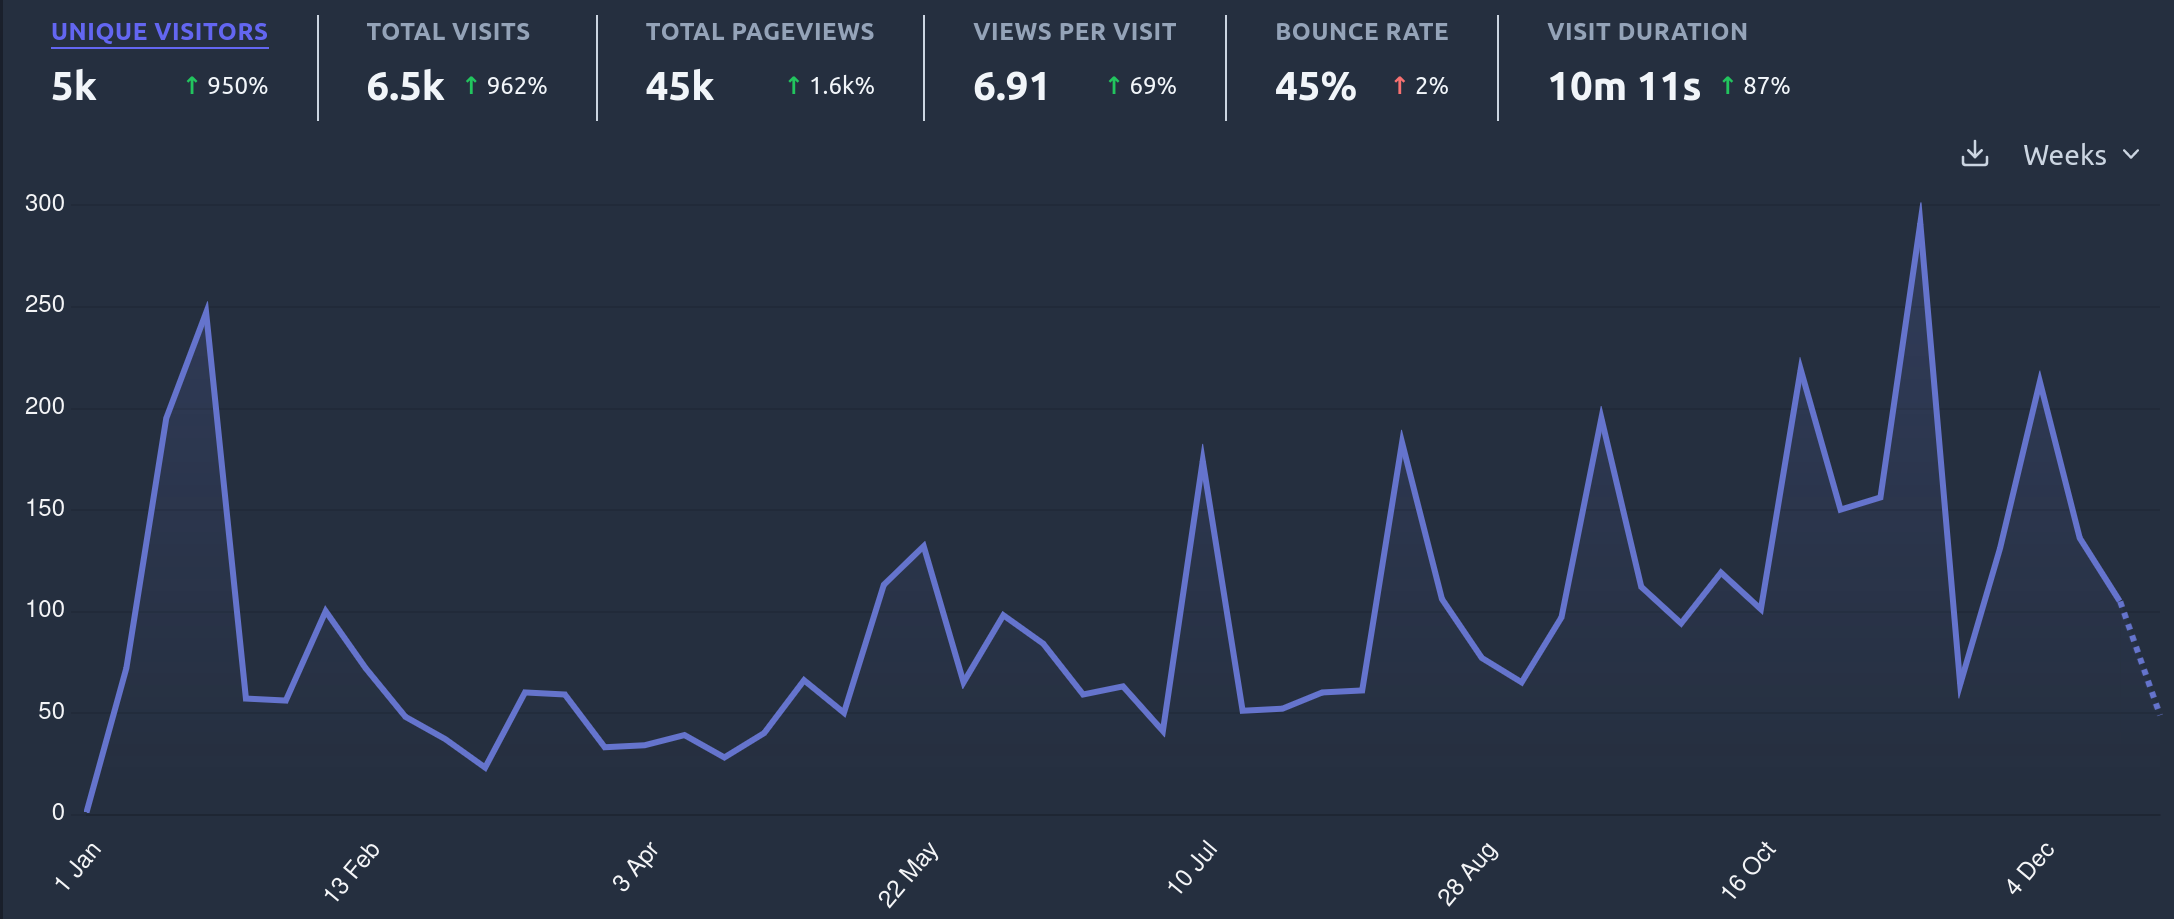 UNIQUE VISITORS
5k ↑ 950%
TOTAL VISITS
6.5k ↑ 962%
TOTAL PAGEVIEWS
45k ↑ 1.6k%
VIEWS PER VISIT
6.91 ↑ 69%
BOUNCE RATE
45% ↑ 2%
VISIT DURATION
10m 11s ↑ 87%
Weeks
300
250
200
150
100
50
0
1 Jan
13 Feb
3 Apr
22 May
10 Jul
28 Aug
16 Oct
4 Dec